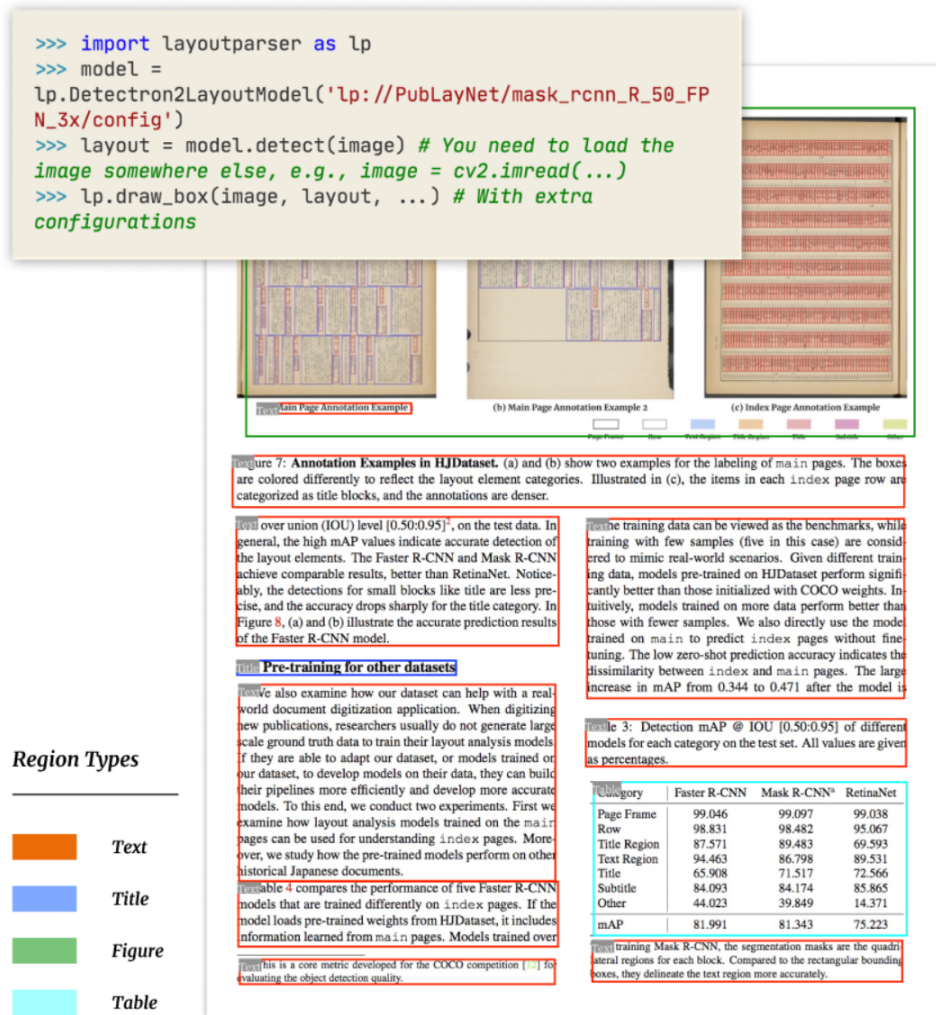 >>> import layoutparser as lp
>>> model =
lp.Detectron2LayoutModel('lp://PubLayNet/mask_rcnn_R_50_FP
N_3x/config')
>>> layout = model.detect(image) # You need to load the
image somewhere else, e.g., image = cv2.imread(...)
>>> lp.draw_box(image, layout, ...) # With extra
configurations
Text Main Page Annotation Example
(b) Main Page Annotation Example 2
(c) Index Page Annotation Example
Page Frame Row Text Region Title Region Title Subtitle Other
Text ure 7: Annotation Examples in HJDataset. (a) and (b) show two examples for the labeling of main pages. The boxes
are colored differently to reflect the layout element categories. Illustrated in (c), the items in each index page row are
categorized as title blocks, and the annotations are denser.
Text over union (IOU) level [0.50:0.95]², on the test data. In
general, the high mAP values indicate accurate detection of
the layout elements. The Faster R-CNN and Mask R-CNN
achieve comparable results, better than RetinaNet. Notice-
ably, the detections for small blocks like title are less pre-
cise, and the accuracy drops sharply for the title category. In
Figure 8, (a) and (b) illustrate the accurate prediction results
of the Faster R-CNN model.
Title Pre-training for other datasets
Text We also examine how our dataset can help with a real-
world document digitization application. When digitizing
new publications, researchers usually do not generate large
scale ground truth data to train their layout analysis models.
If they are able to adapt our dataset, or models trained on
our dataset, to develop models on their data, they can build
their pipelines more efficiently and develop more accurate
models. To this end, we conduct two experiments. First we
examine how layout analysis models trained on the main
pages can be used for understanding index pages. More-
over, we study how the pre-trained models perform on other
historical Japanese documents.
Text able 4 compares the performance of five Faster R-CNN
models that are trained differently on index pages. If the
model loads pre-trained weights from HJDataset, it includes
information learned from main pages. Models trained over
Text his is a core metric developed for the COCO competition [12] for
evaluating the object detection quality.
Text he training data can be viewed as the benchmarks, while
training with few samples (five in this case) are consid-
ered to mimic real-world scenarios. Given different train-
ing data, models pre-trained on HJDataset perform signifi-
cantly better than those initialized with COCO weights. In-
tuitively, models trained on more data perform better than
those with fewer samples. We also directly use the model
trained on main to predict index pages without fine-
tuning. The low zero-shot prediction accuracy indicates the
dissimilarity between index and main pages. The large
increase in mAP from 0.344 to 0.471 after the model is
Text le 3: Detection mAP @ IOU [0.50:0.95] of different
models for each category on the test set. All values are given
as percentages.
Table
Category Faster R-CNN Mask R-CNNᵃ RetinaNet
Page Frame 99.046 99.097 99.038
Row 98.831 98.482 95.067
Title Region 87.571 89.483 69.593
Text Region 94.463 86.798 89.531
Title 65.908 71.517 72.566
Subtitle 84.093 84.174 85.865
Other 44.023 39.849 14.371
mAP 81.991 81.343 75.223
Text training Mask R-CNN, the segmentation masks are the quadri-
lateral regions for each block. Compared to the rectangular bounding
boxes, they delineate the text region more accurately.
Region Types
Text
Title
Figure
Table